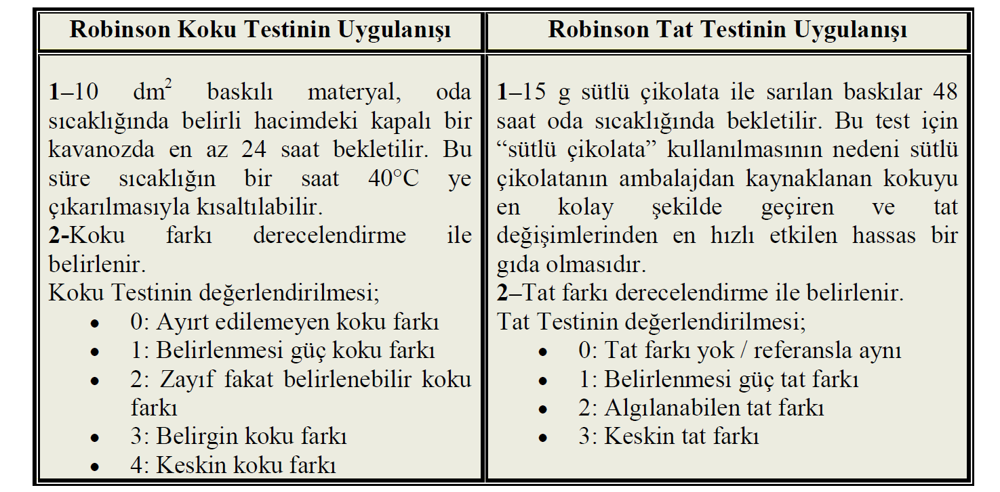 Robinson Koku Testinin Uygulanışı
1–10 dm² baskılı materyal, oda
sıcaklığında belirli hacimdeki kapalı bir
kavanozda en az 24 saat bekletilir. Bu
süre sıcaklığın bir saat 40°C ye
çıkarılmasıyla kısaltılabilir.
2-Koku farkı derecelendirme ile
belirlenir.
Koku Testinin değerlendirilmesi;
• 0: Ayırt edilemeyen koku farkı
• 1: Belirlenmesi güç koku farkı
• 2: Zayıf fakat belirlenebilir koku
farkı
• 3: Belirgin koku farkı
• 4: Keskin koku farkı
Robinson Tat Testinin Uygulanışı
1–15 g sütlü çikolata ile sarılan baskılar 48
saat oda sıcaklığında bekletilir. Bu test için
“sütlü çikolata” kullanılmasının nedeni sütlü
çikolatanın ambalajdan kaynaklanan kokuyu
en kolay şekilde geçiren ve tat
değişimlerinden en hızlı etkilen hassas bir
gıda olmasıdır.
2–Tat farkı derecelendirme ile belirlenir.
Tat Testinin değerlendirilmesi;
• 0: Tat farkı yok / referansla aynı
• 1: Belirlenmesi güç tat farkı
• 2: Algılanabilen tat farkı
• 3: Keskin tat farkı